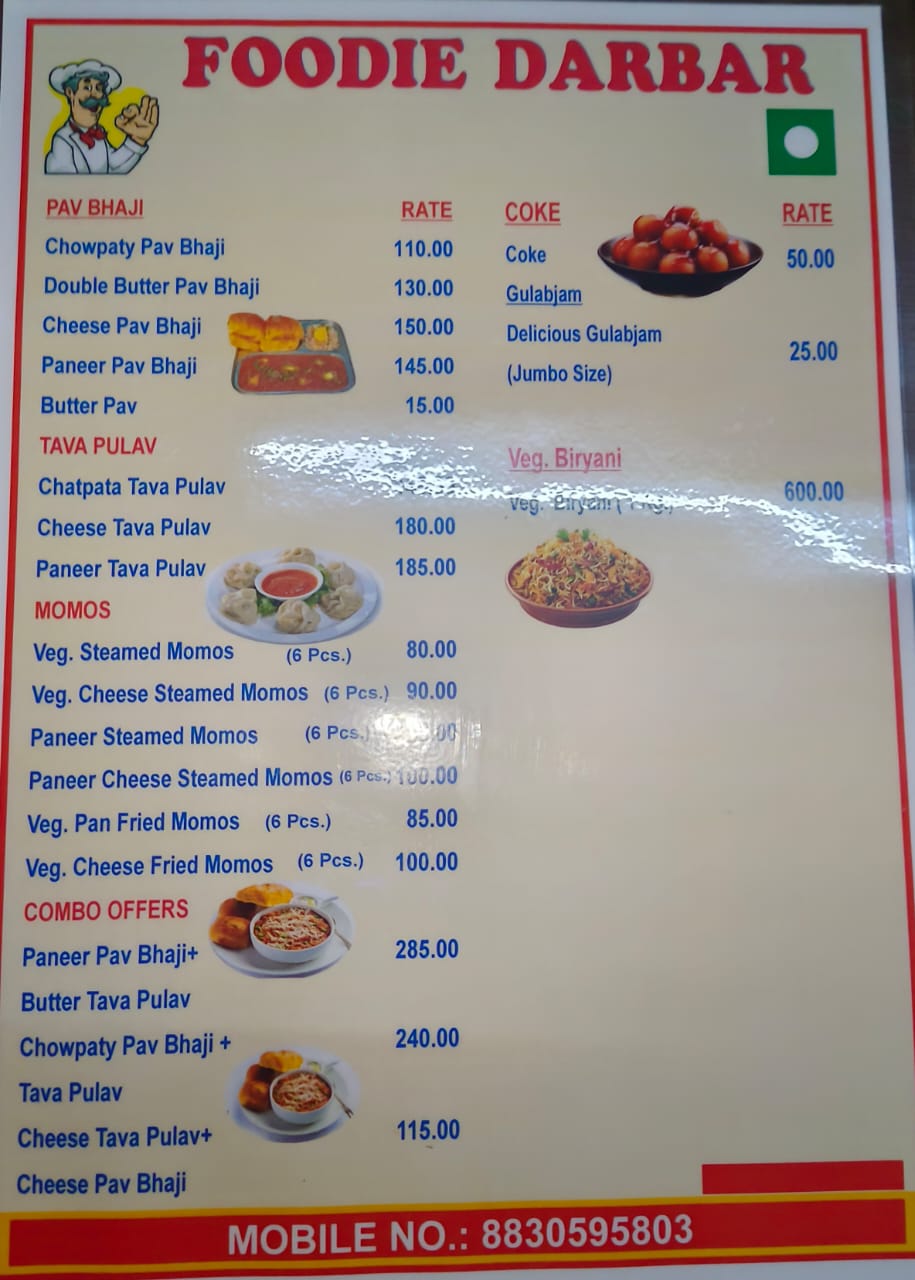 FOODIE DARBAR
PAV BHAJI RATE
Chowpaty Pav Bhaji 110.00
Double Butter Pav Bhaji 130.00
Cheese Pav Bhaji 150.00
Paneer Pav Bhaji 145.00
Butter Pav 15.00
TAVA PULAV
Chatpata Tava Pulav
Cheese Tava Pulav 180.00
Paneer Tava Pulav 185.00
MOMOS
Veg. Steamed Momos (6 Pcs.) 80.00
Veg. Cheese Steamed Momos (6 Pcs.) 90.00
Paneer Steamed Momos (6 Pcs.)
Paneer Cheese Steamed Momos (6 Pcs.) 100.00
Veg. Pan Fried Momos (6 Pcs.) 85.00
Veg. Cheese Fried Momos (6 Pcs.) 100.00
COMBO OFFERS
Paneer Pav Bhaji+ 285.00
Butter Tava Pulav
Chowpaty Pav Bhaji + 240.00
Tava Pulav
Cheese Tava Pulav+ 115.00
Cheese Pav Bhaji
COKE RATE
Coke 50.00
Gulabjam
Delicious Gulabjam 25.00
(Jumbo Size)
Veg. Biryani
Veg. Biryani (1 Kg.) 600.00
MOBILE NO.: 8830595803